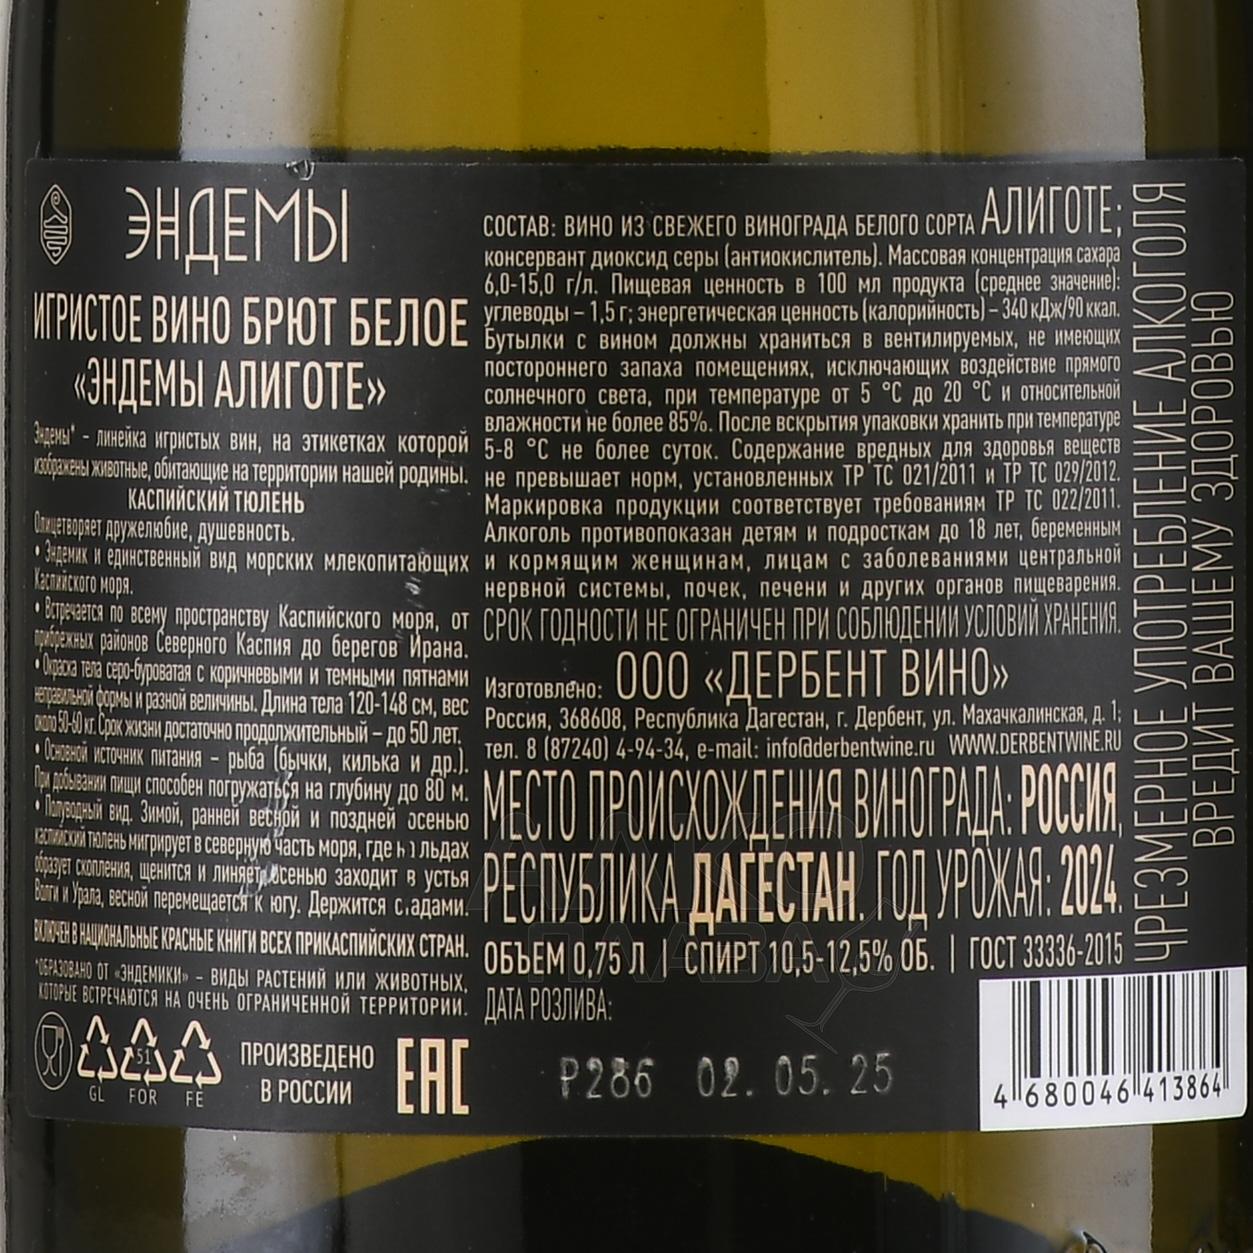 ЭНДЕМЫ
ИГРИСТОЕ ВИНО БРЮТ БЕЛОЕ
«ЭНДЕМЫ АЛИГОТЕ»
Эндемы* - линейка игристых вин, на этикетках которой
изображены животные, обитающие на территории нашей родины.
КАСПИЙСКИЙ ТЮЛЕНЬ
Олицетворяет дружелюбие, душевность.
• Эндемик и единственный вид морских млекопитающих
Каспийского моря.
• Встречается по всему пространству Каспийского моря, от
прибрежных районов Северного Каспия до берегов Ирана.
• Окраска тела серо-буроватая с коричневыми и темными пятнами
неправильной формы и разной величины. Длина тела 120-148 см, вес
около 50-60 кг. Срок жизни достаточно продолжительный – до 50 лет.
• Основной источник питания – рыба (бычки, килька и др.).
При добывании пищи способен погружаться на глубину до 80 м.
• Полуводный вид. Зимой, ранней весной и поздней осенью
каспийский тюлень мигрирует в северную часть моря, где на льдах
образует скопления, щенится и линяет, осенью заходит в устья
Волги и Урала, весной перемещается к югу. Держится стадами.
ВКЛЮЧЕН В НАЦИОНАЛЬНЫЕ КРАСНЫЕ КНИГИ ВСЕХ ПРИКАСПИЙСКИХ СТРАН.
*ОБРАЗОВАНО ОТ «ЭНДЕМИКИ» – ВИДЫ РАСТЕНИЙ ИЛИ ЖИВОТНЫХ,
КОТОРЫЕ ВСТРЕЧАЮТСЯ НА ОЧЕНЬ ОГРАНИЧЕННОЙ ТЕРРИТОРИИ.
51
GL FOR FE
ПРОИЗВЕДЕНО
В РОССИИ
EAC
СОСТАВ: ВИНО ИЗ СВЕЖЕГО ВИНОГРАДА БЕЛОГО СОРТА АЛИГОТЕ;
консервант диоксид серы (антиокислитель). Массовая концентрация сахара
6,0-15,0 г/л. Пищевая ценность в 100 мл продукта (среднее значение):
углеводы – 1,5 г; энергетическая ценность (калорийность) – 340 кДж/90 ккал.
Бутылки с вином должны храниться в вентилируемых, не имеющих
постороннего запаха помещениях, исключающих воздействие прямого
солнечного света, при температуре от 5 °С до 20 °С и относительной
влажности не более 85%. После вскрытия упаковки хранить при температуре
5-8 °С не более суток. Содержание вредных для здоровья веществ
не превышает норм, установленных ТР ТС 021/2011 и ТР ТС 029/2012.
Маркировка продукции соответствует требованиям ТР ТС 022/2011.
Алкоголь противопоказан детям и подросткам до 18 лет, беременным
и кормящим женщинам, лицам с заболеваниями центральной
нервной системы, почек, печени и других органов пищеварения.
СРОК ГОДНОСТИ НЕ ОГРАНИЧЕН ПРИ СОБЛЮДЕНИИ УСЛОВИЙ ХРАНЕНИЯ.
Изготовлено: ООО «ДЕРБЕНТ ВИНО»
Россия, 368608, Республика Дагестан, г. Дербент, ул. Махачкалинская, д. 1;
тел. 8 (87240) 4-94-34, e-mail: info@derbentwine.ru WWW.DERBENTWINE.RU
МЕСТО ПРОИСХОЖДЕНИЯ ВИНОГРАДА: РОССИЯ,
РЕСПУБЛИКА ДАГЕСТАН. ГОД УРОЖАЯ: 2024.
ОБЪЕМ 0,75 Л | СПИРТ 10,5-12,5% ОБ. | ГОСТ 33336-2015
ДАТА РОЗЛИВА:
P286 02. 05. 25
ЧРЕЗМЕРНОЕ УПОТРЕБЛЕНИЕ АЛКОГОЛЯ
ВРЕДИТ ВАШЕМУ ЗДОРОВЬЮ
4 680046 413864
АЛКО
ПЛАЗА